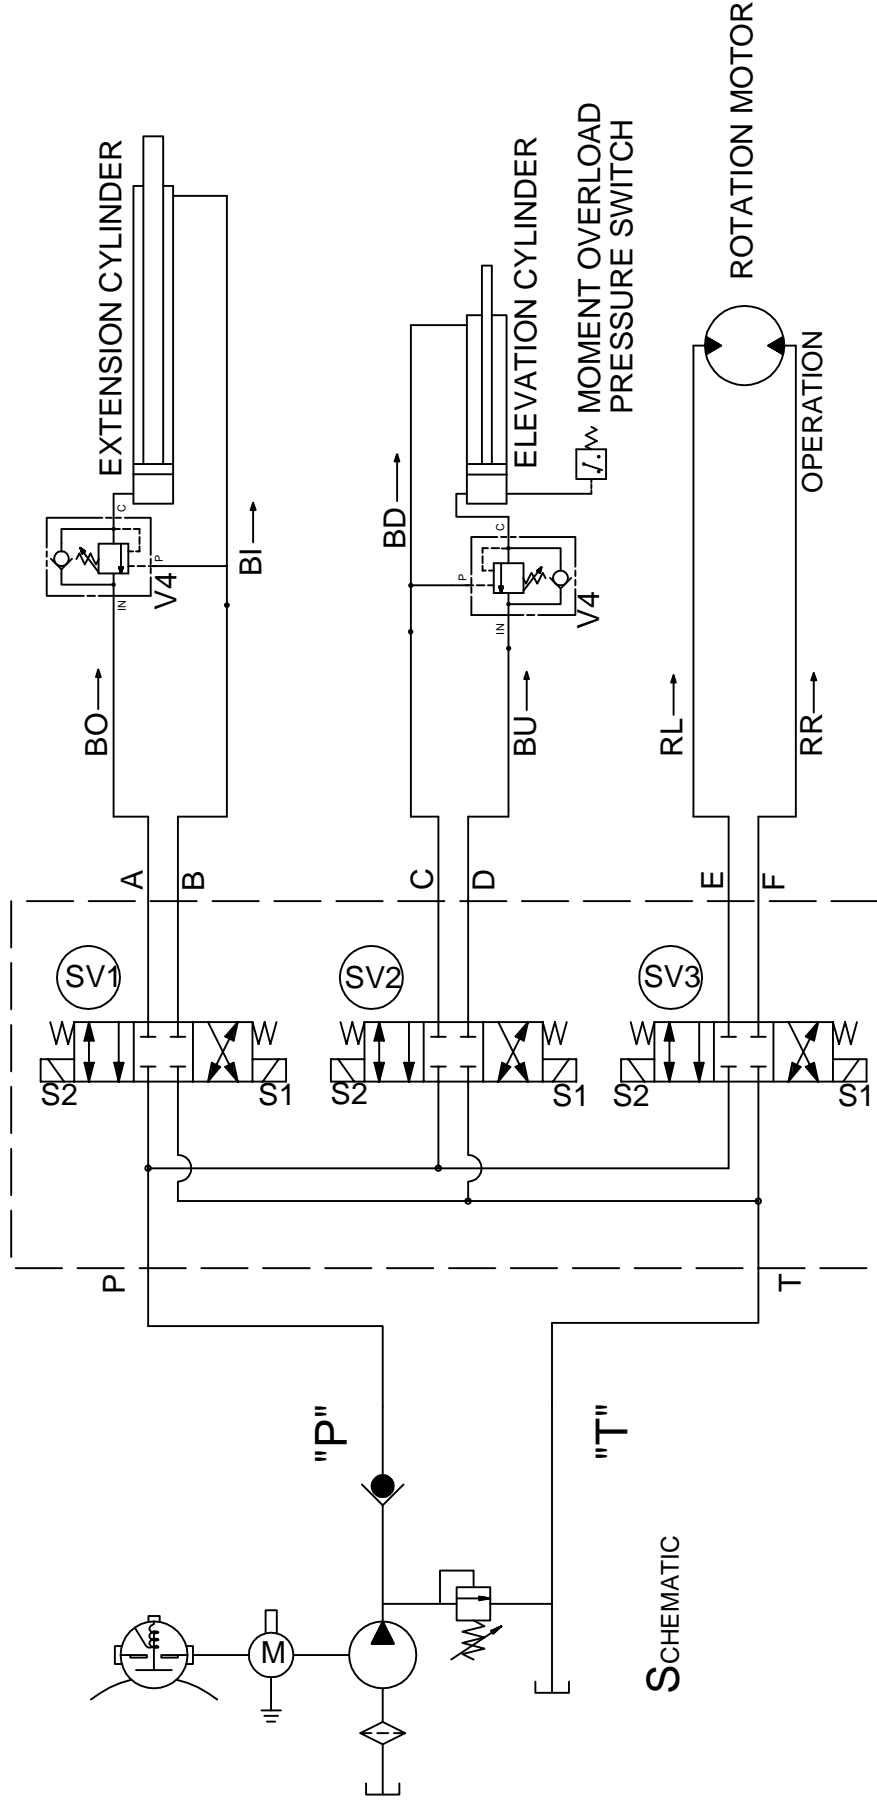 EXTENSION CYLINDER
C
P
IN
V4
BO
BI
A
B
SV1
S2
S1
ELEVATION CYLINDER
MOMENT OVERLOAD
PRESSURE SWITCH
BD
C
P
IN
V4
BU
C
D
SV2
S2
S1
ROTATION MOTOR
OPERATION
RL
RR
E
F
SV3
S2
S1
P
T
"P"
"T"
M
SCHEMATIC